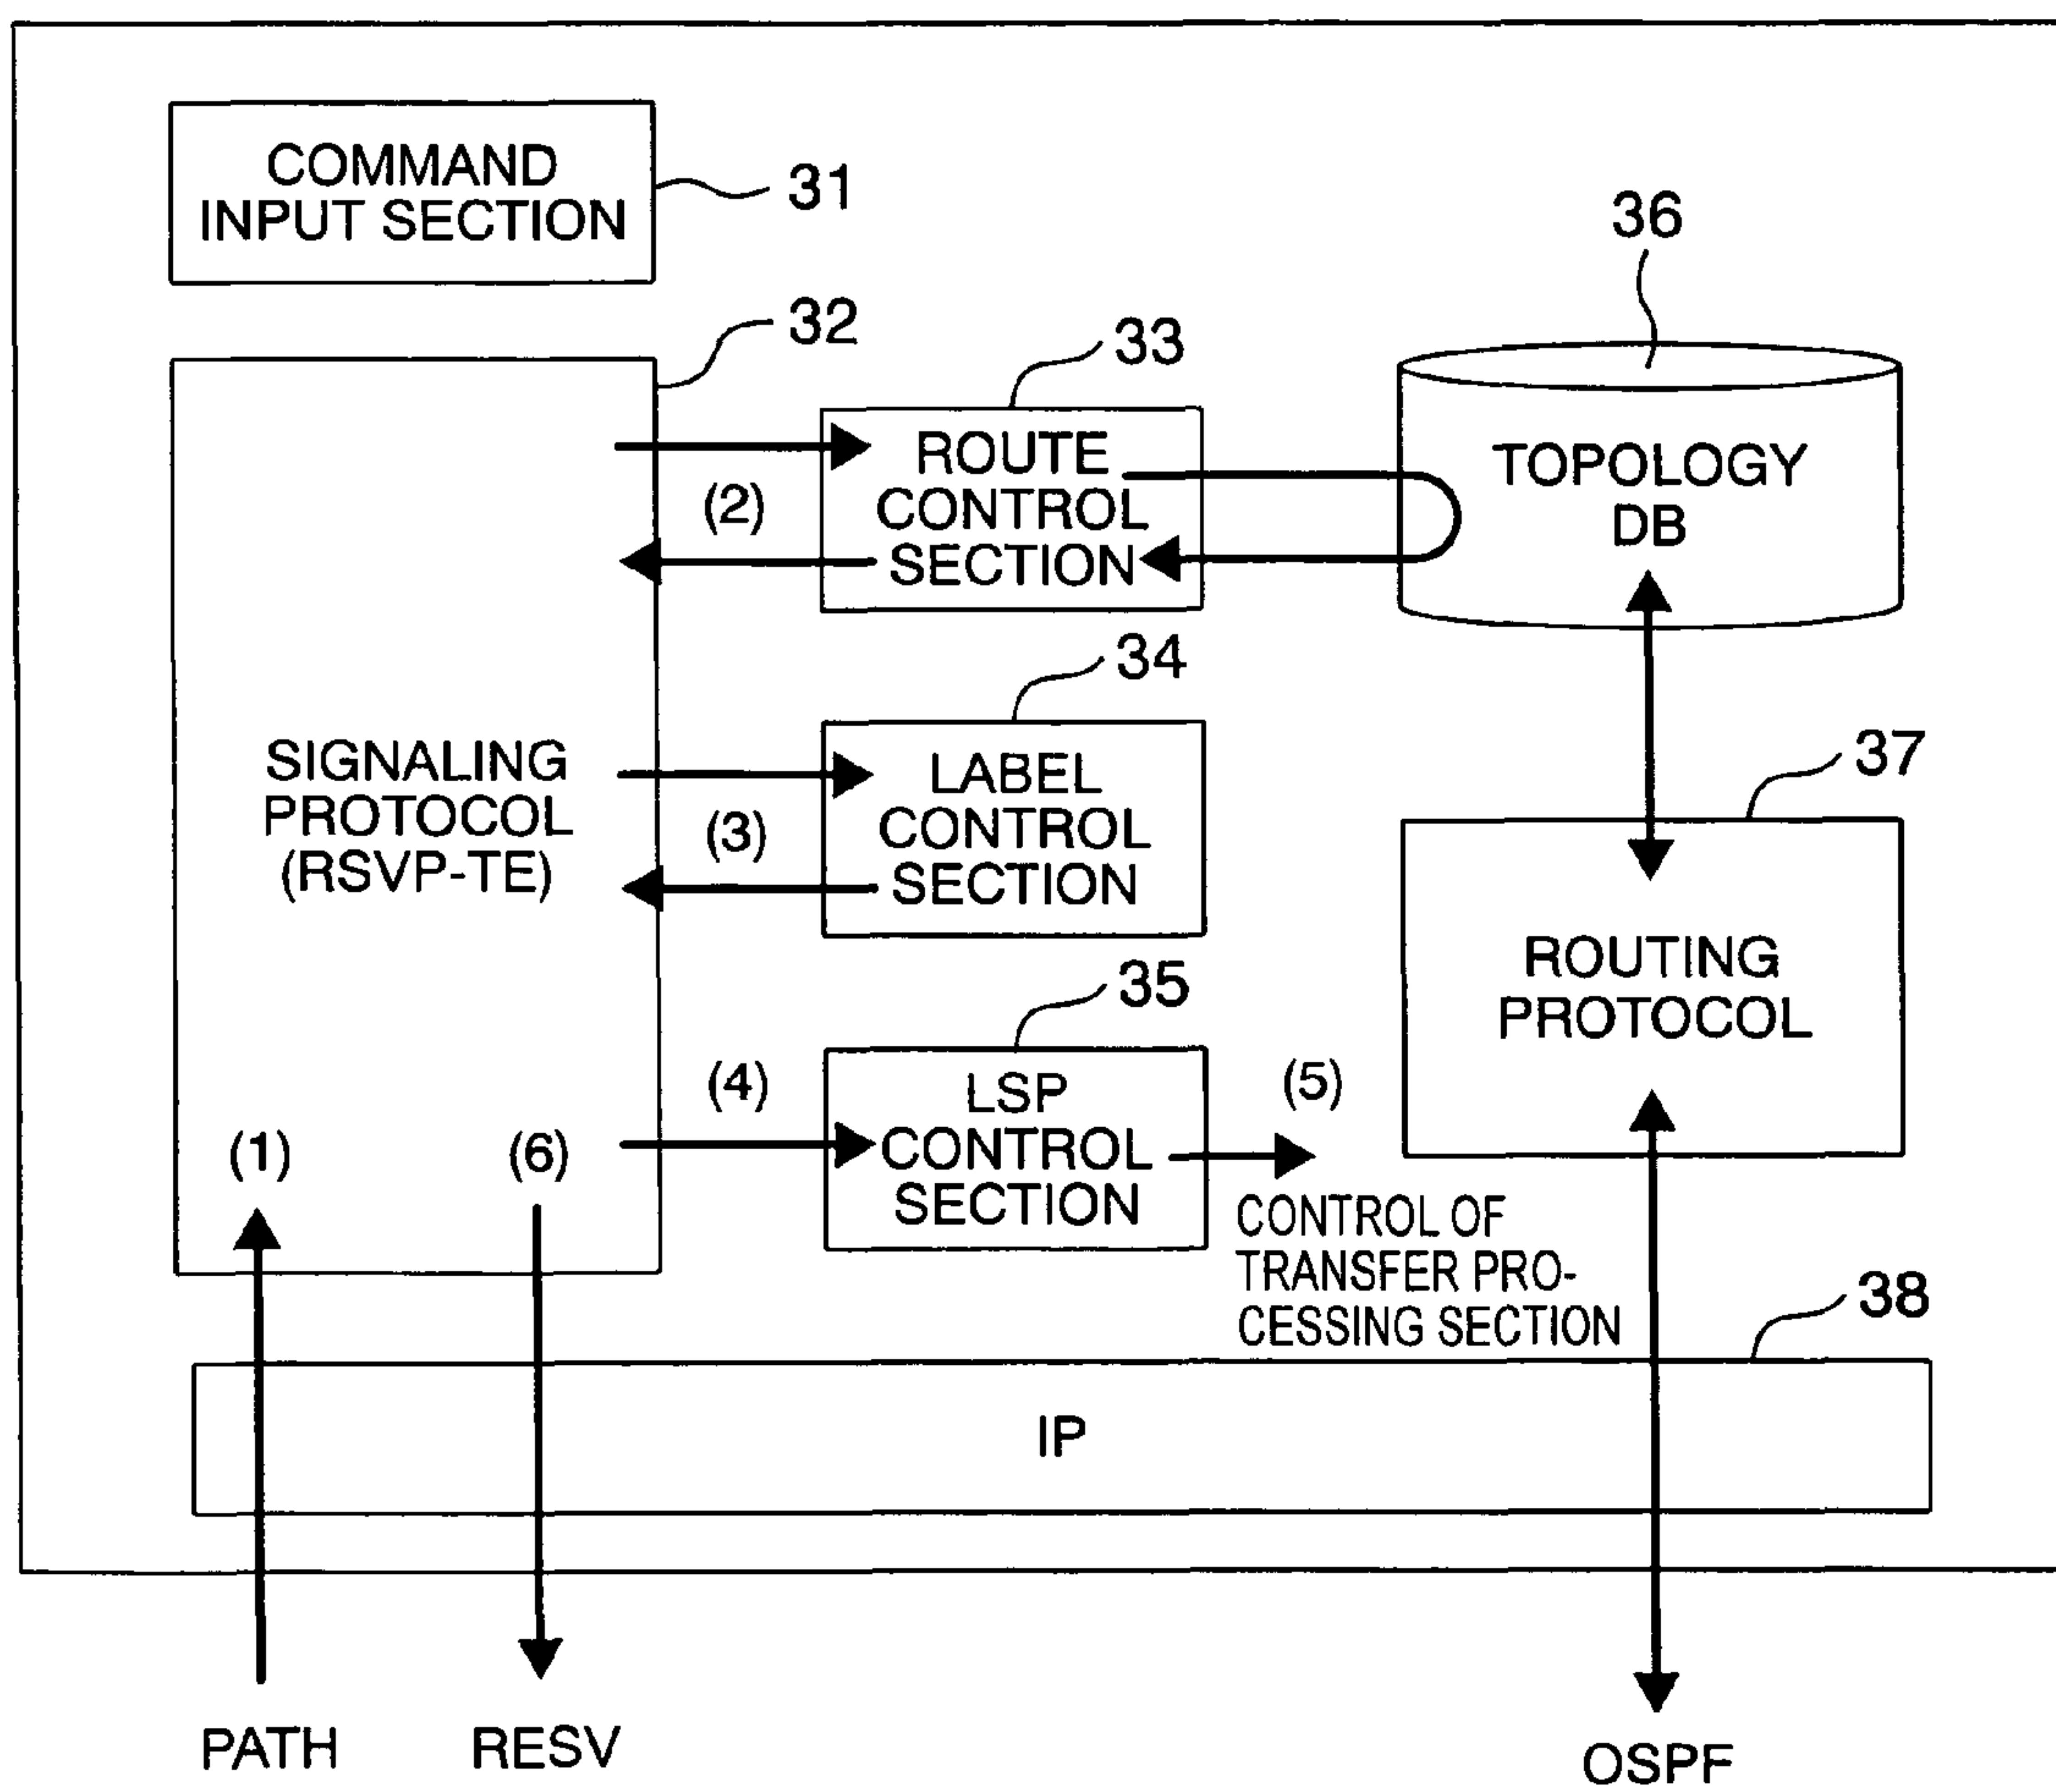 COMMAND
INPUT SECTION
31
32
33
36
ROUTE
CONTROL
SECTION
(2)
TOPOLOGY
DB
34
SIGNALING
PROTOCOL
(RSVP-TE)
LABEL
CONTROL
SECTION
(3)
37
ROUTING
PROTOCOL
35
(4)
LSP
CONTROL
SECTION
(5)
(1)
(6)
CONTROL OF
TRANSFER PRO-
CESSING SECTION
38
IP
PATH
RESV
OSPF